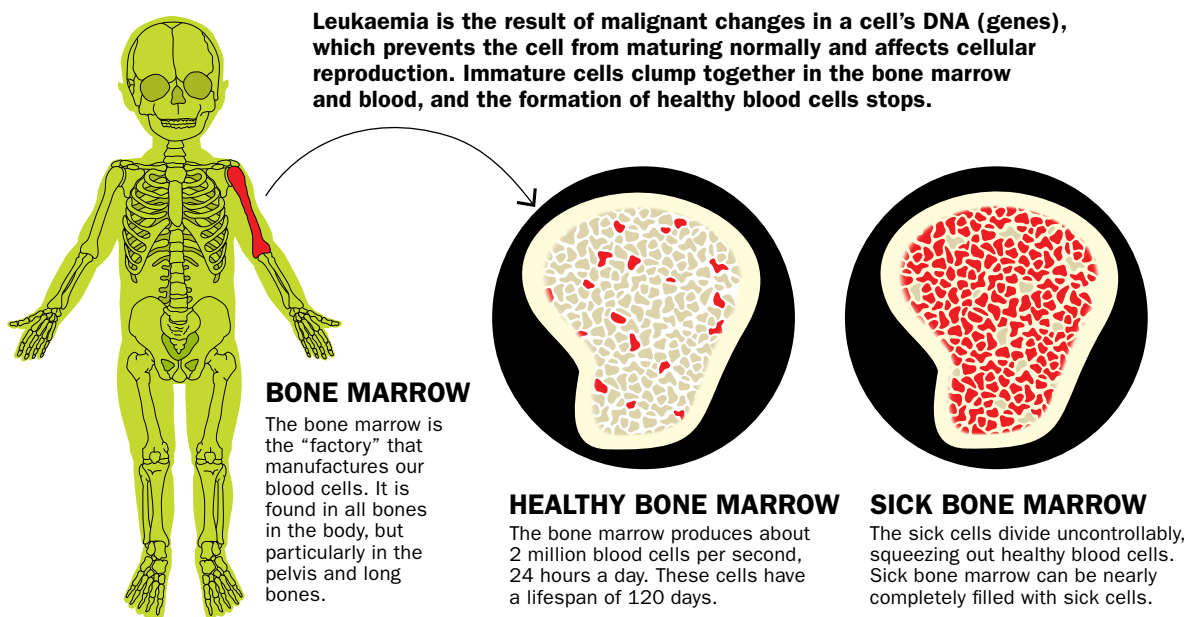 Leukaemia is the result of malignant changes in a cell’s DNA (genes),
which prevents the cell from maturing normally and affects cellular
reproduction. Immature cells clump together in the bone marrow
and blood, and the formation of healthy blood cells stops.
BONE MARROW
The bone marrow is
the “factory” that
manufactures our
blood cells. It is
found in all bones
in the body, but
particularly in the
pelvis and long
bones.
HEALTHY BONE MARROW
The bone marrow produces about
2 million blood cells per second,
24 hours a day. These cells have
a lifespan of 120 days.
SICK BONE MARROW
The sick cells divide uncontrollably,
squeezing out healthy blood cells.
Sick bone marrow can be nearly
completely filled with sick cells.